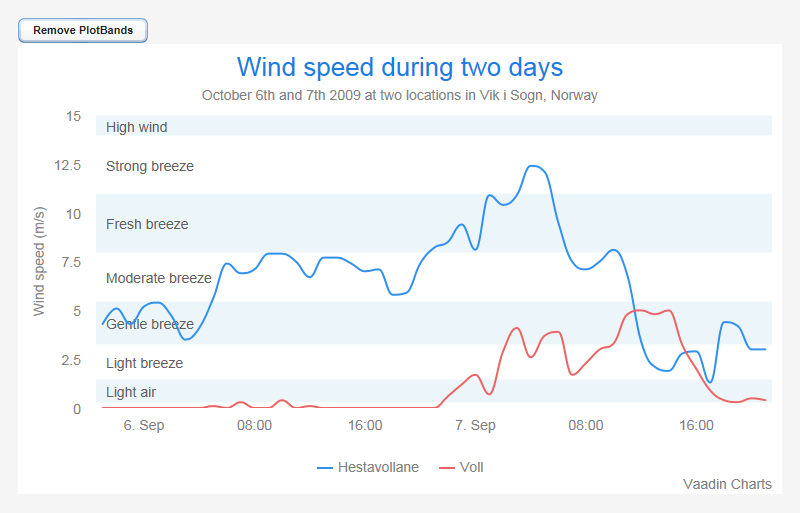 Remove PlotBands
Wind speed during two days
October 6th and 7th 2009 at two locations in Vik i Sogn, Norway
Wind speed (m/s)
15
12.5
10
7.5
5
2.5
0
High wind
Strong breeze
Fresh breeze
Moderate breeze
Gentle breeze
Light breeze
Light air
6. Sep 08:00 16:00 7. Sep 08:00 16:00
Hestavollane Voll
Vaadin Charts